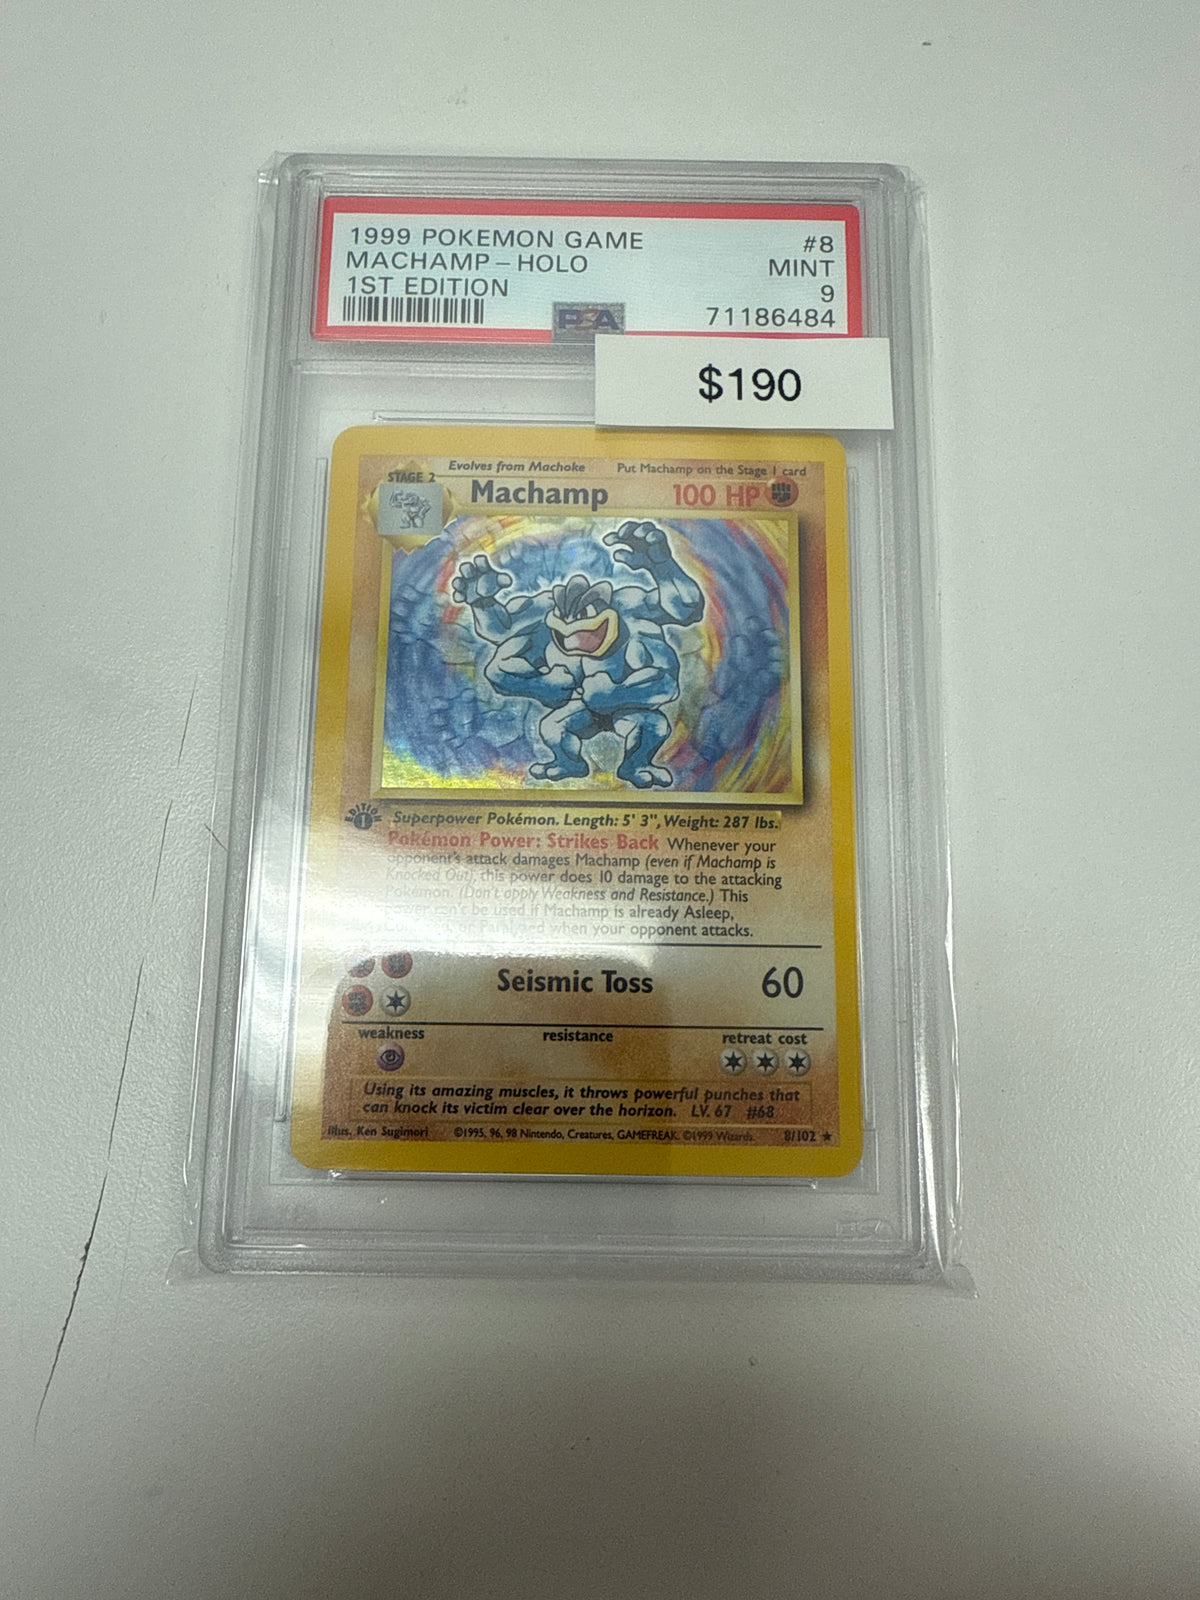 1999 POKEMON GAME #8
MACHAMP – HOLO MINT
1ST EDITION 9
PSA 71186484
$190
Evolves from Machoke Put Machamp on the Stage 1 card
STAGE 2
Machamp 100 HP
EDITION 1
Superpower Pokémon. Length: 5' 3", Weight: 287 lbs.
Pokémon Power: Strikes Back Whenever your
opponent's attack damages Machamp (even if Machamp is
Knocked Out), this power does 10 damage to the attacking
Pokémon. (Don't apply Weakness and Resistance.) This
power can't be used if Machamp is already Asleep,
Confused, or Paralyzed when your opponent attacks.
Seismic Toss 60
weakness resistance retreat cost
Using its amazing muscles, it throws powerful punches that
can knock its victim clear over the horizon. LV. 67 #68
Illus. Ken Sugimori ©1995, 96, 98 Nintendo, Creatures, GAMEFREAK. ©1999 Wizards. 8/102 ★